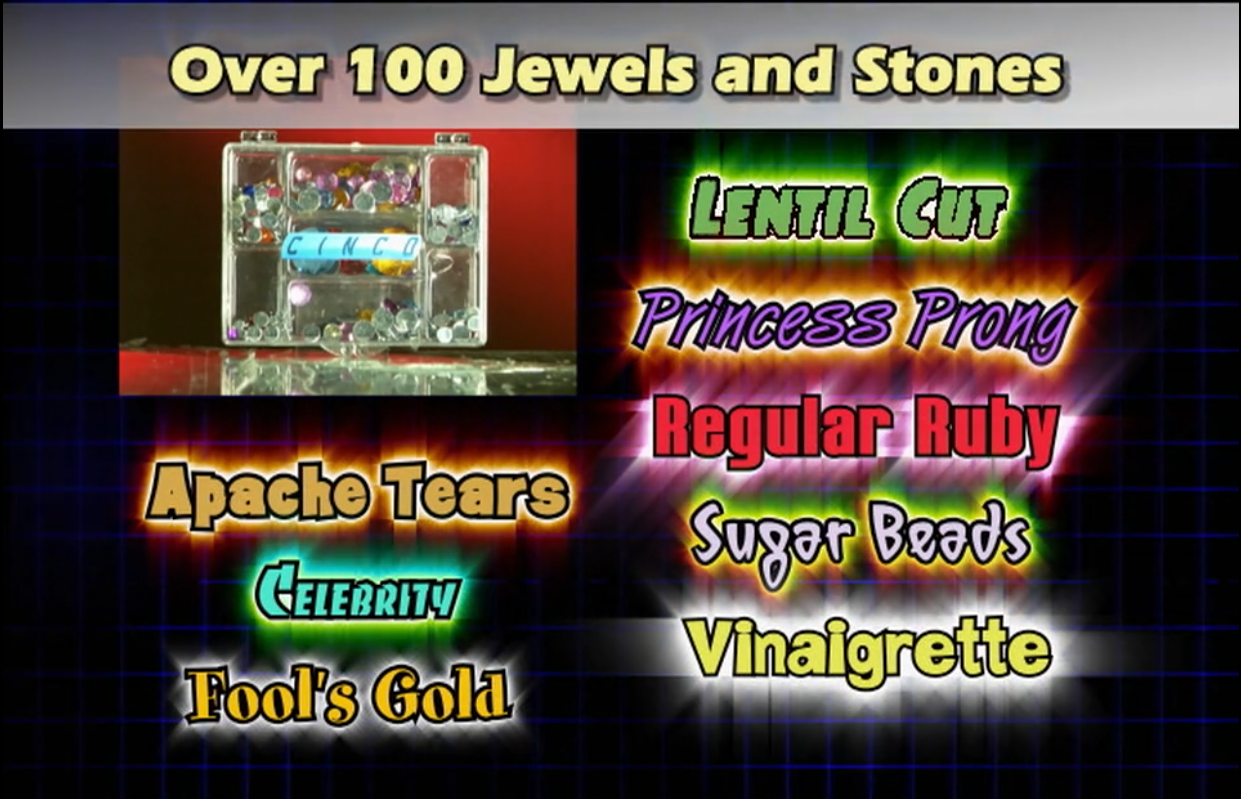 Over 100 Jewels and Stones
CINCO
Apache Tears
Celebrity
Fool's Gold
Lentil Cut
Princess Prong
Regular Ruby
Sugar Beads
Vinaigrette